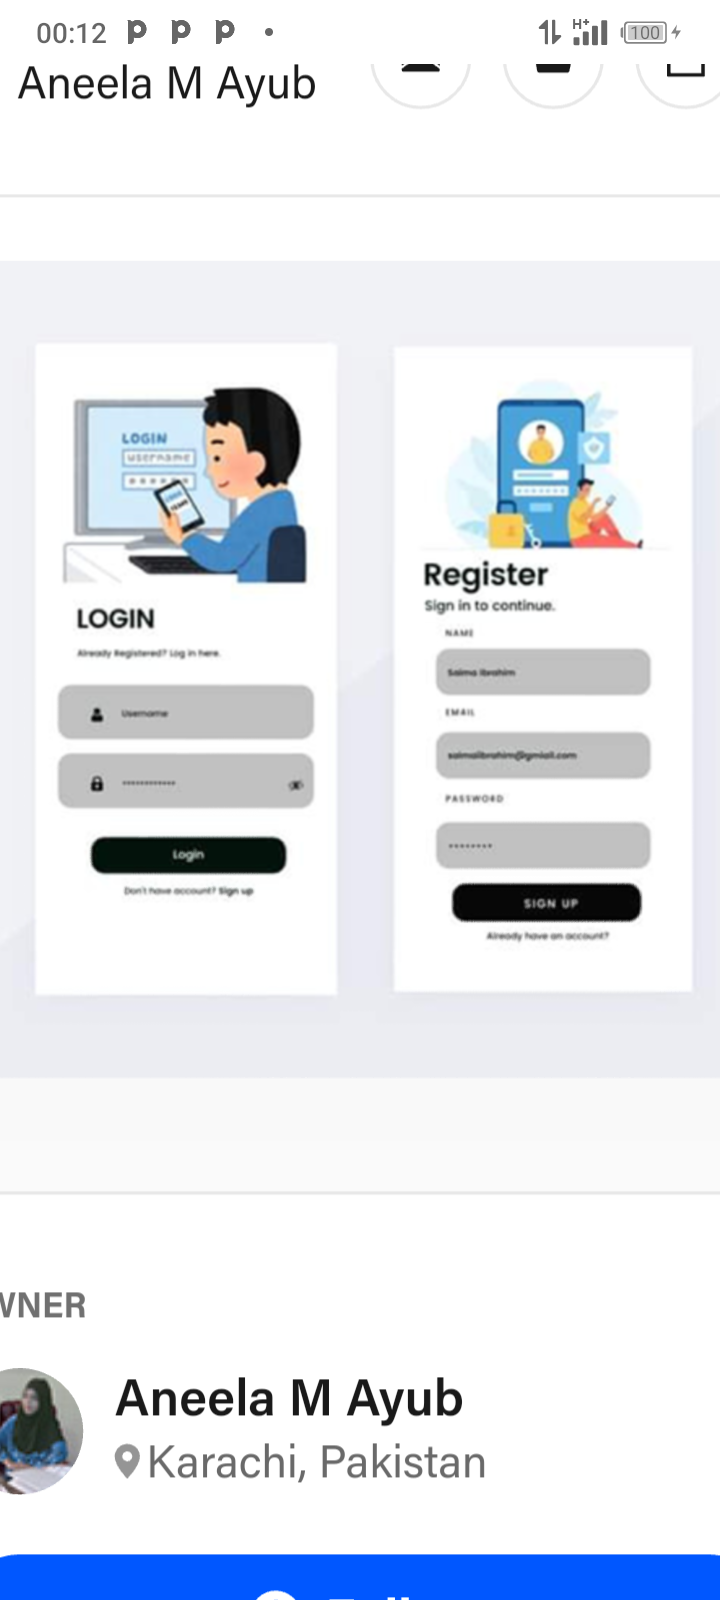 00:12
H+
100
Aneela M Ayub
LOGIN
username
LOGIN
Already Registered? Log in here.
Username
Login
Don't have account? Sign up
Register
Sign in to continue.
NAME
Salma Ibrahim
EMAIL
salmaibrahim@gmail.com
PASSWORD
SIGN UP
Already have an account?
WNER
Aneela M Ayub
Karachi, Pakistan